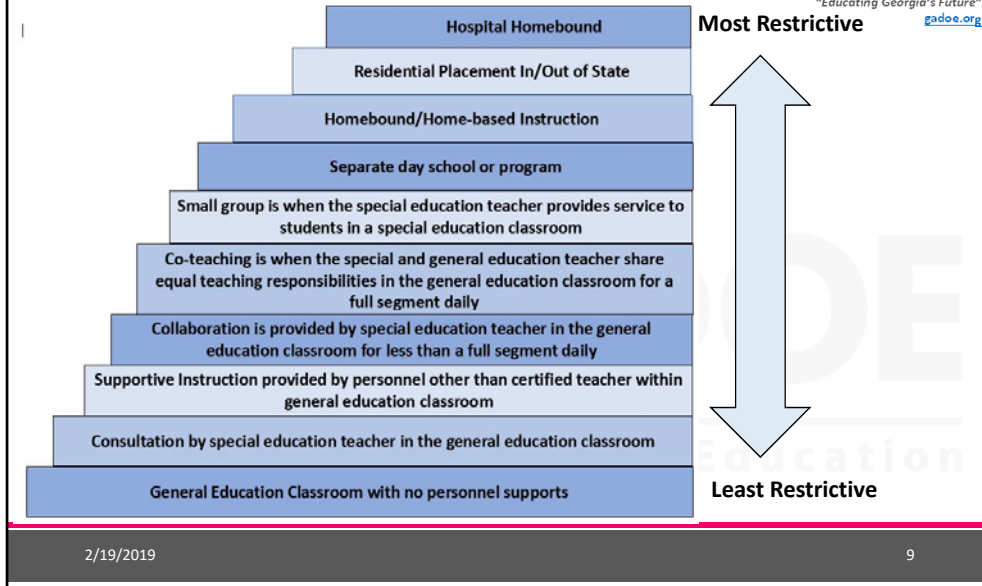 "Educating Georgia's Future"
gadoe.org
Hospital Homebound
Most Restrictive
Residential Placement In/Out of State
Homebound/Home-based Instruction
Separate day school or program
Small group is when the special education teacher provides service to
students in a special education classroom
Co-teaching is when the special and general education teacher share
equal teaching responsibilities in the general education classroom for a
full segment daily
Collaboration is provided by special education teacher in the general
education classroom for less than a full segment daily
Supportive Instruction provided by personnel other than certified teacher within
general education classroom
Consultation by special education teacher in the general education classroom
General Education Classroom with no personnel supports
Least Restrictive
OE
Education
2/19/2019
9